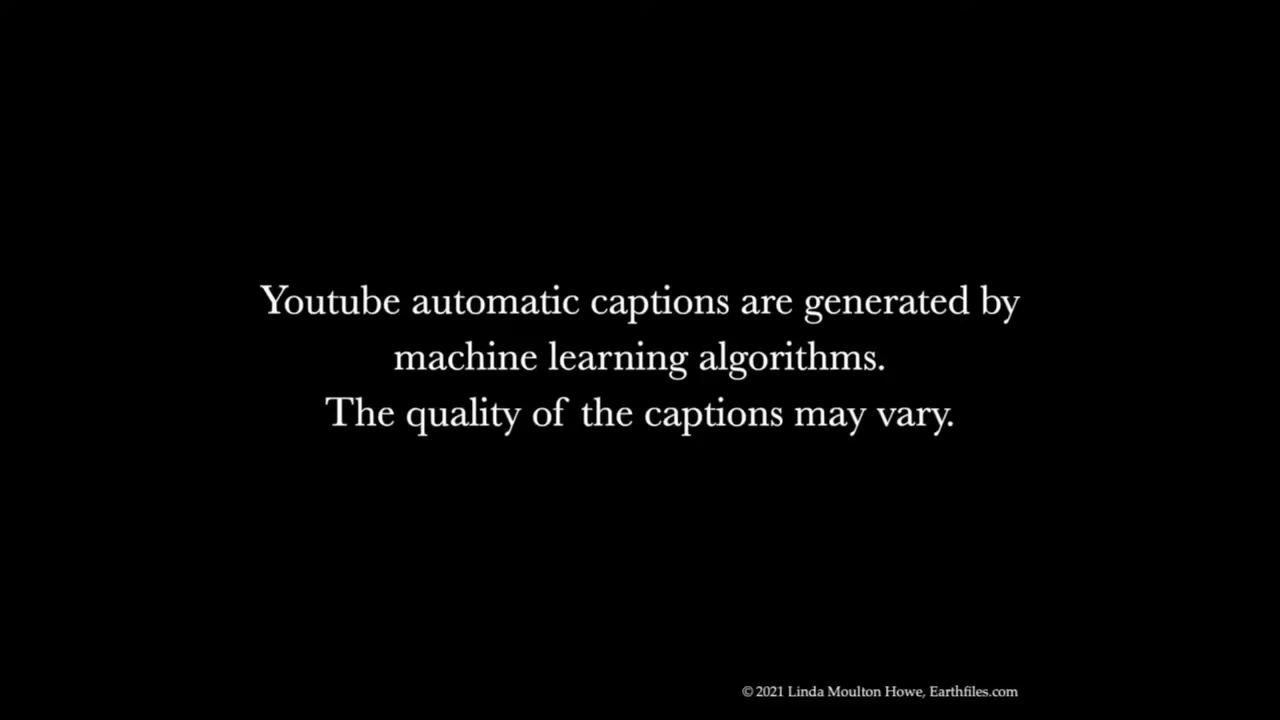 Youtube automatic captions are generated by
machine learning algorithms.
The quality of the captions may vary.
© 2021 Linda Moulton Howe, Earthfiles.com